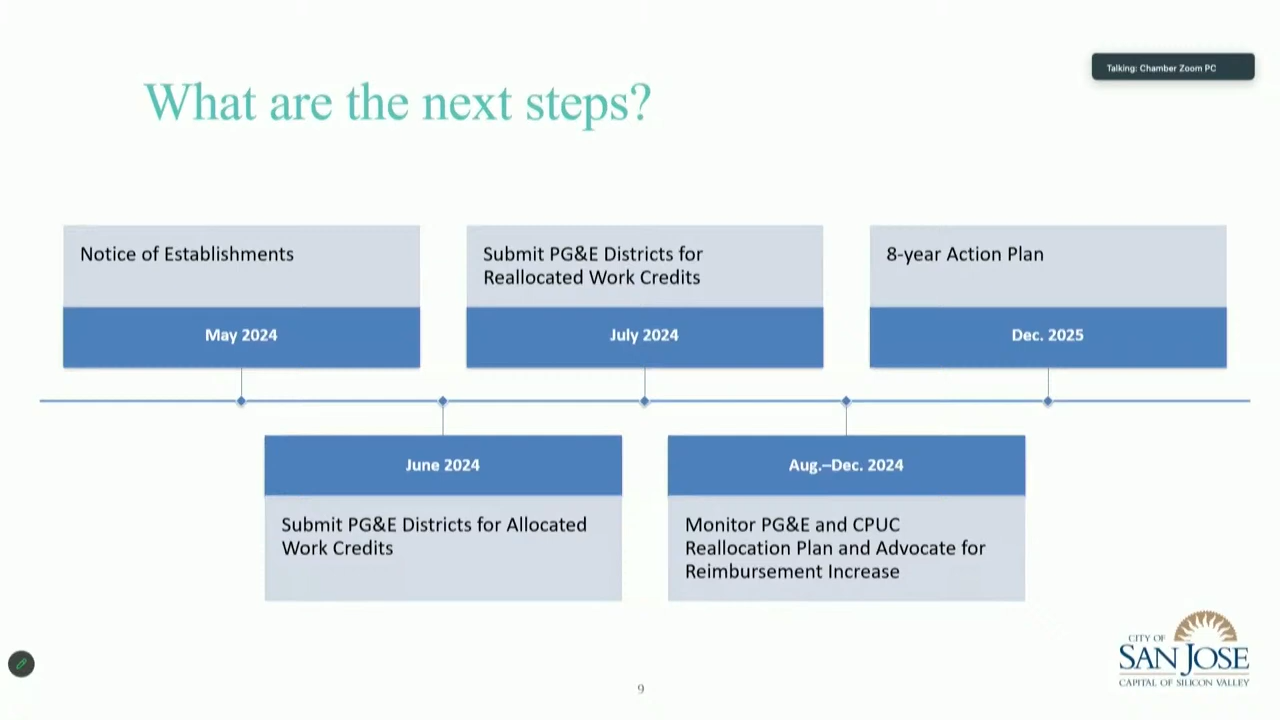 Talking: Chamber Zoom PC
What are the next steps?
Notice of Establishments
May 2024
Submit PG&E Districts for
Reallocated Work Credits
July 2024
8-year Action Plan
Dec. 2025
June 2024
Submit PG&E Districts for Allocated
Work Credits
Aug.–Dec. 2024
Monitor PG&E and CPUC
Reallocation Plan and Advocate for
Reimbursement Increase
CITY OF
SAN JOSE
CAPITAL OF SILICON VALLEY
9